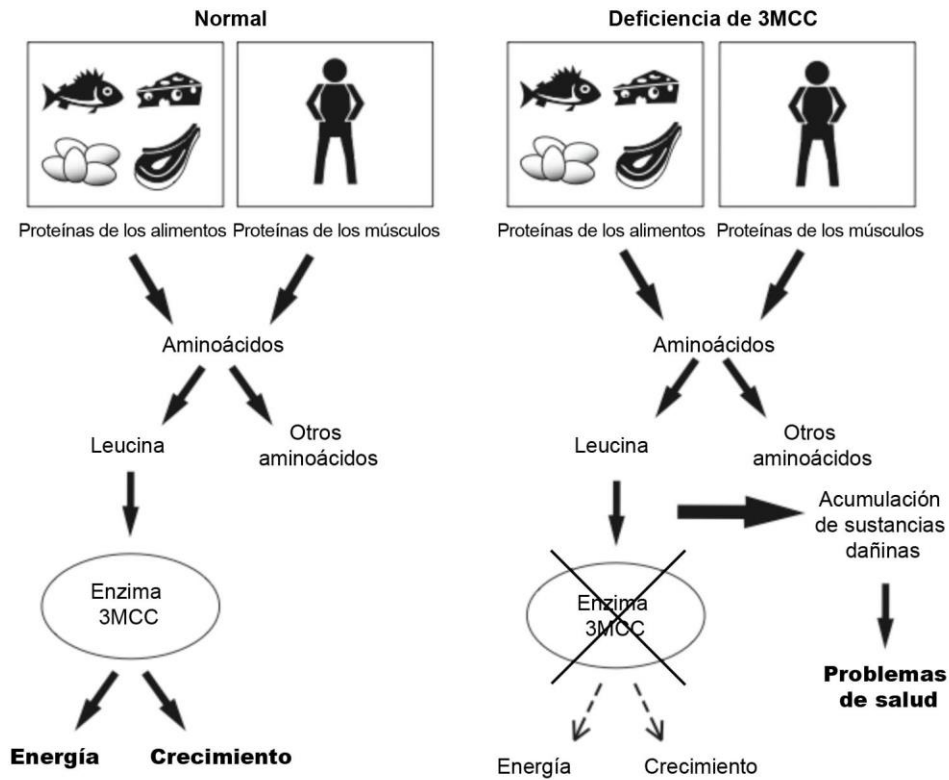 Normal
Proteínas de los alimentos
Proteínas de los músculos
Aminoácidos
Leucina
Otros
aminoácidos
Enzima
3MCC
Energía
Crecimiento
Deficiencia de 3MCC
Proteínas de los alimentos
Proteínas de los músculos
Aminoácidos
Leucina
Otros
aminoácidos
Acumulación
de sustancias
dañinas
Enzima
3MCC
Problemas
de salud
Energía
Crecimiento